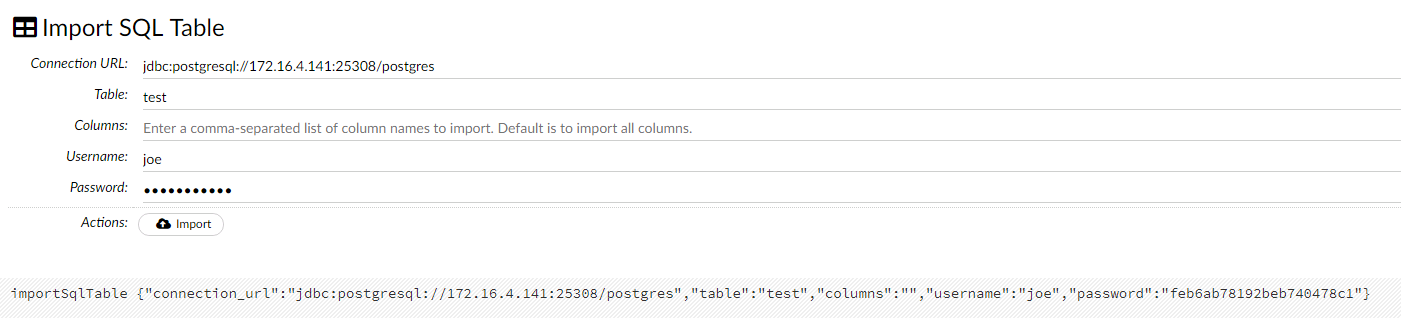 Import SQL Table
Connection URL: jdbc:postgresql://172.16.4.141:25308/postgres
Table: test
Columns: Enter a comma-separated list of column names to import. Default is to import all columns.
Username: joe
Password: •••••••••••
Actions: Import
importSqlTable {"connection_url":"jdbc:postgresql://172.16.4.141:25308/postgres","table":"test","columns":"","username":"joe","password":"feb6ab78192beb740478c1"}